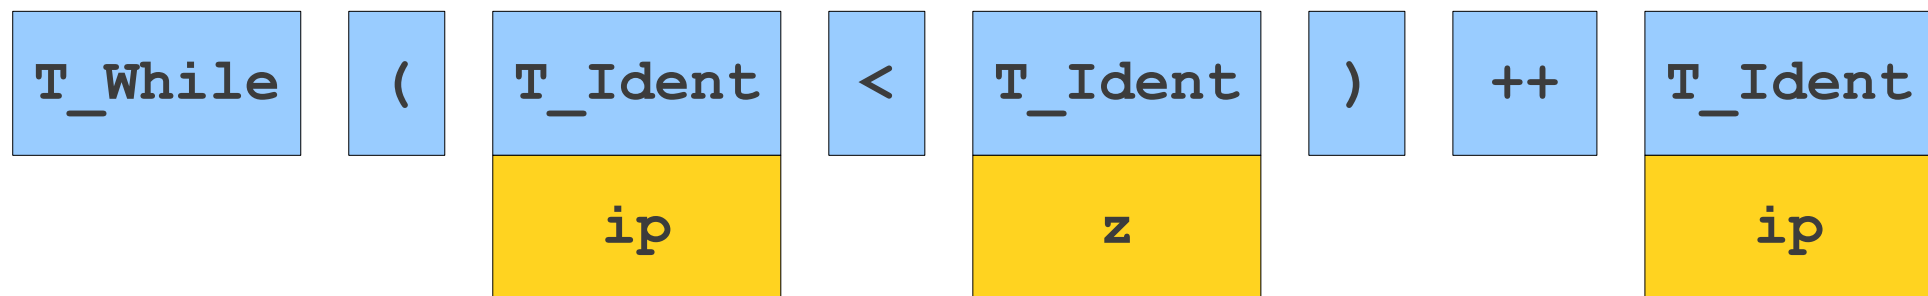 T_While ( T_Ident < T_Ident ) ++ T_Ident
ip z ip